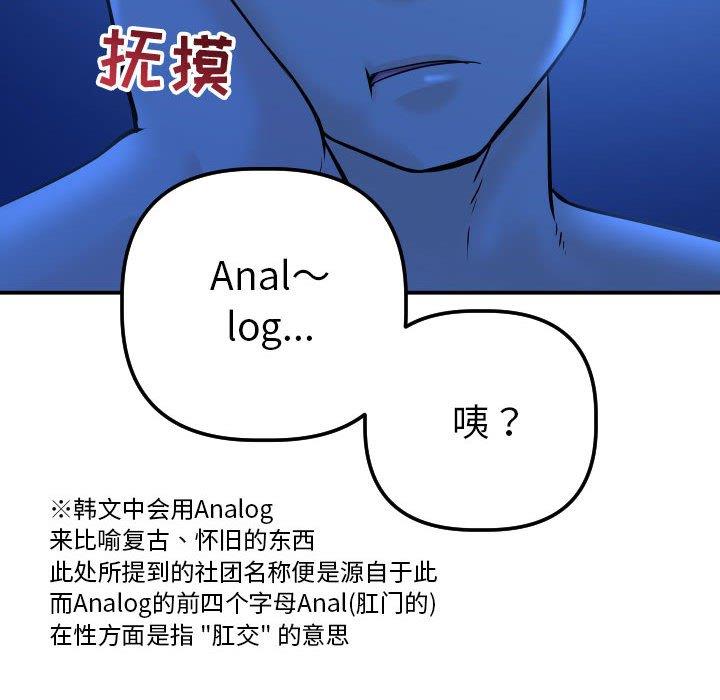 抚摸
Anal～
log...
咦？
※韩文中会用Analog
来比喻复古、怀旧的东西
此处所提到的社团名称便是源自于此
而Analog的前四个字母Anal(肛门的)
在性方面是指 "肛交" 的意思